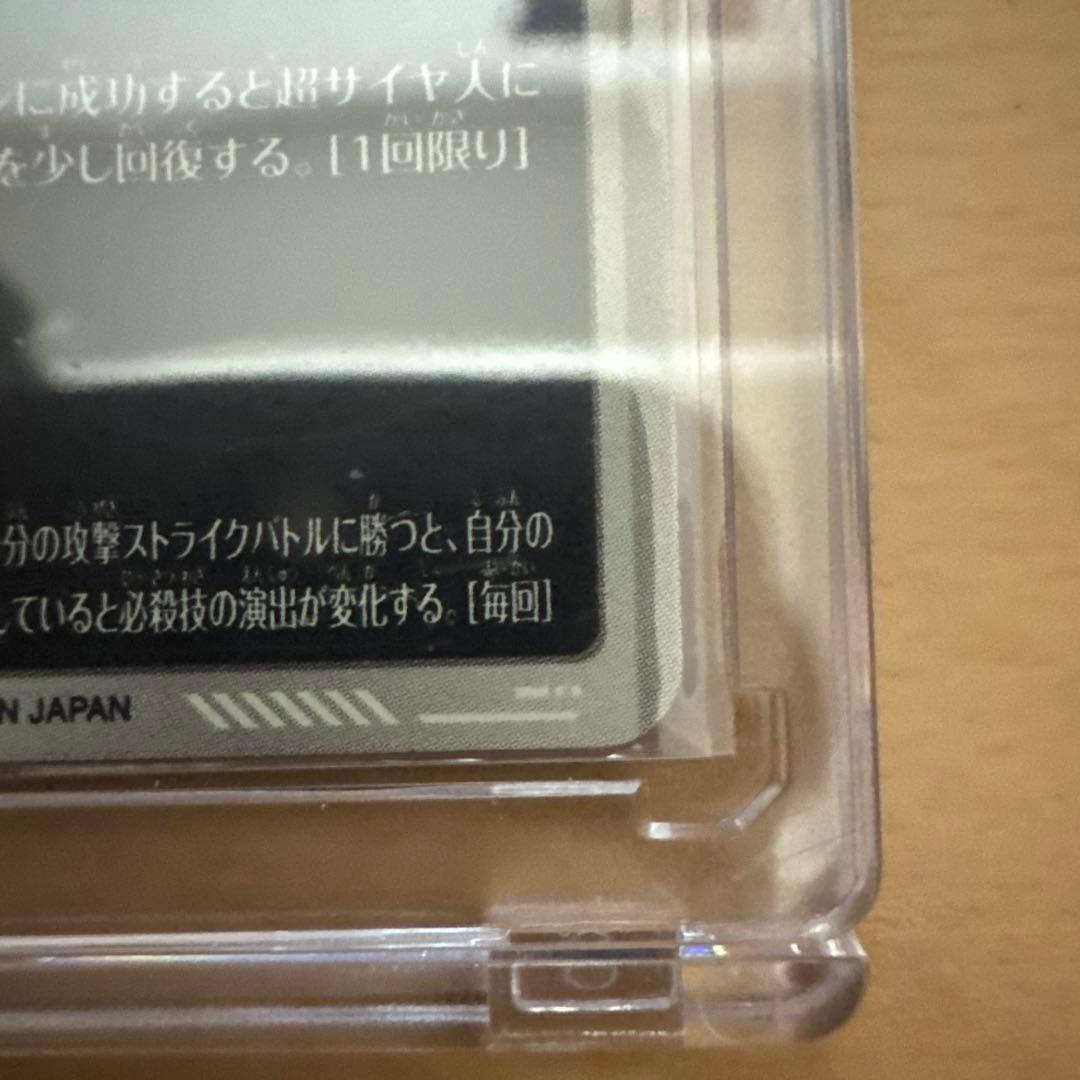 に成功すると超サイヤ人に
を少し回復する。[1回限り]
分の攻撃ストライクバトルに勝つと、自分の
していると必殺技の演出が変化する。[毎回]
N JAPAN